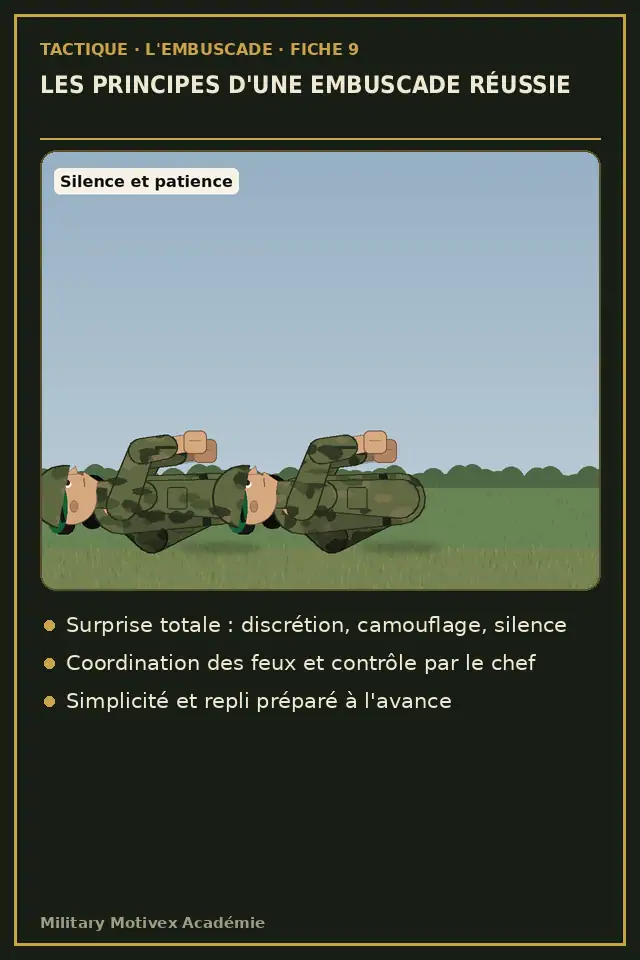 TACTIQUE · L'EMBUSCADE · FICHE 9
LES PRINCIPES D'UNE EMBUSCADE RÉUSSIE
Silence et patience
Surprise totale : discrétion, camouflage, silence
Coordination des feux et contrôle par le chef
Simplicité et repli préparé à l'avance
Military Motivex Académie